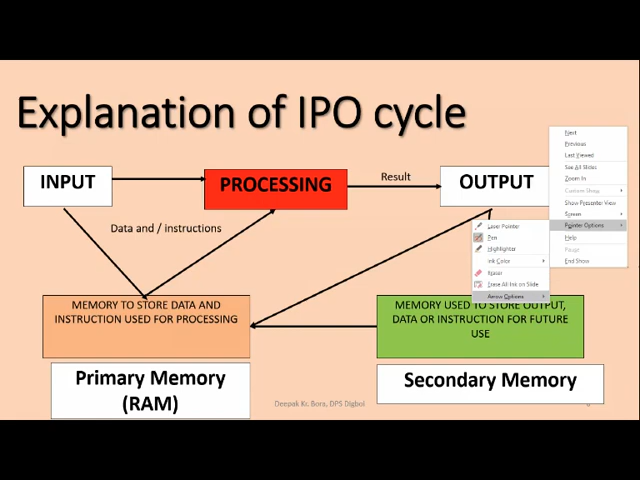 Explanation of IPO cycle
INPUT
PROCESSING
Result
OUTPUT
Data and / instructions
MEMORY TO STORE DATA AND
INSTRUCTION USED FOR PROCESSING
Primary Memory
(RAM)
MEMORY USED TO STORE OUTPUT,
DATA OR INSTRUCTION FOR FUTURE
USE
Secondary Memory
Deepak Kr. Bora, DPS Digboi
Next
Previous
Last Viewed
See All Slides
Zoom In
Custom Show
Show Presenter View
Screen
Pointer Options
Help
Pause
End Show
Laser Pointer
Pen
Highlighter
Ink Color
Eraser
Erase All Ink on Slide
Arrow Options